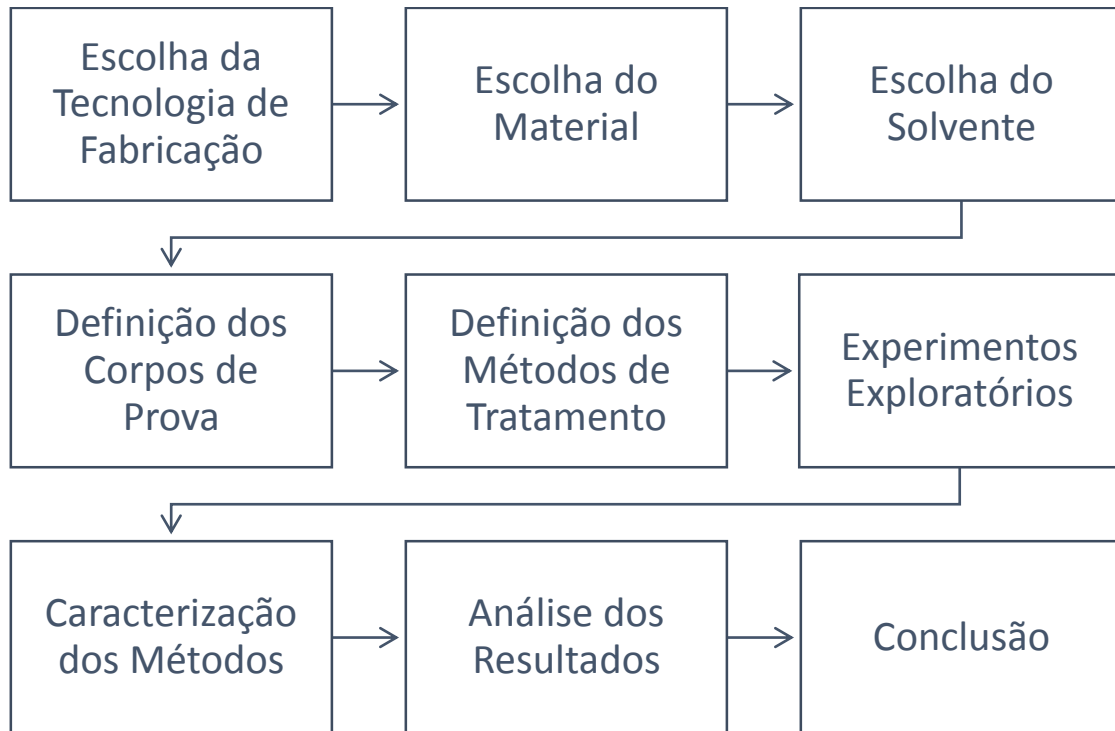 Escolha da
Tecnologia de
Fabricação
Escolha do
Material
Escolha do
Solvente
Definição dos
Corpos de
Prova
Definição dos
Métodos de
Tratamento
Experimentos
Exploratórios
Caracterização
dos Métodos
Análise dos
Resultados
Conclusão